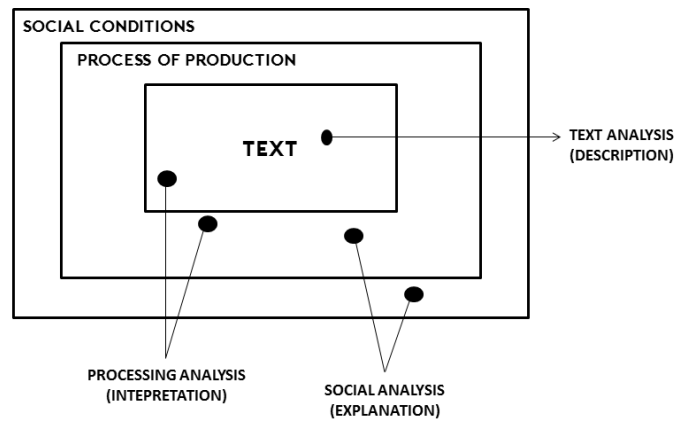 SOCIAL CONDITIONS
PROCESS OF PRODUCTION
TEXT
TEXT ANALYSIS
(DESCRIPTION)
PROCESSING ANALYSIS
(INTEPRETATION)
SOCIAL ANALYSIS
(EXPLANATION)